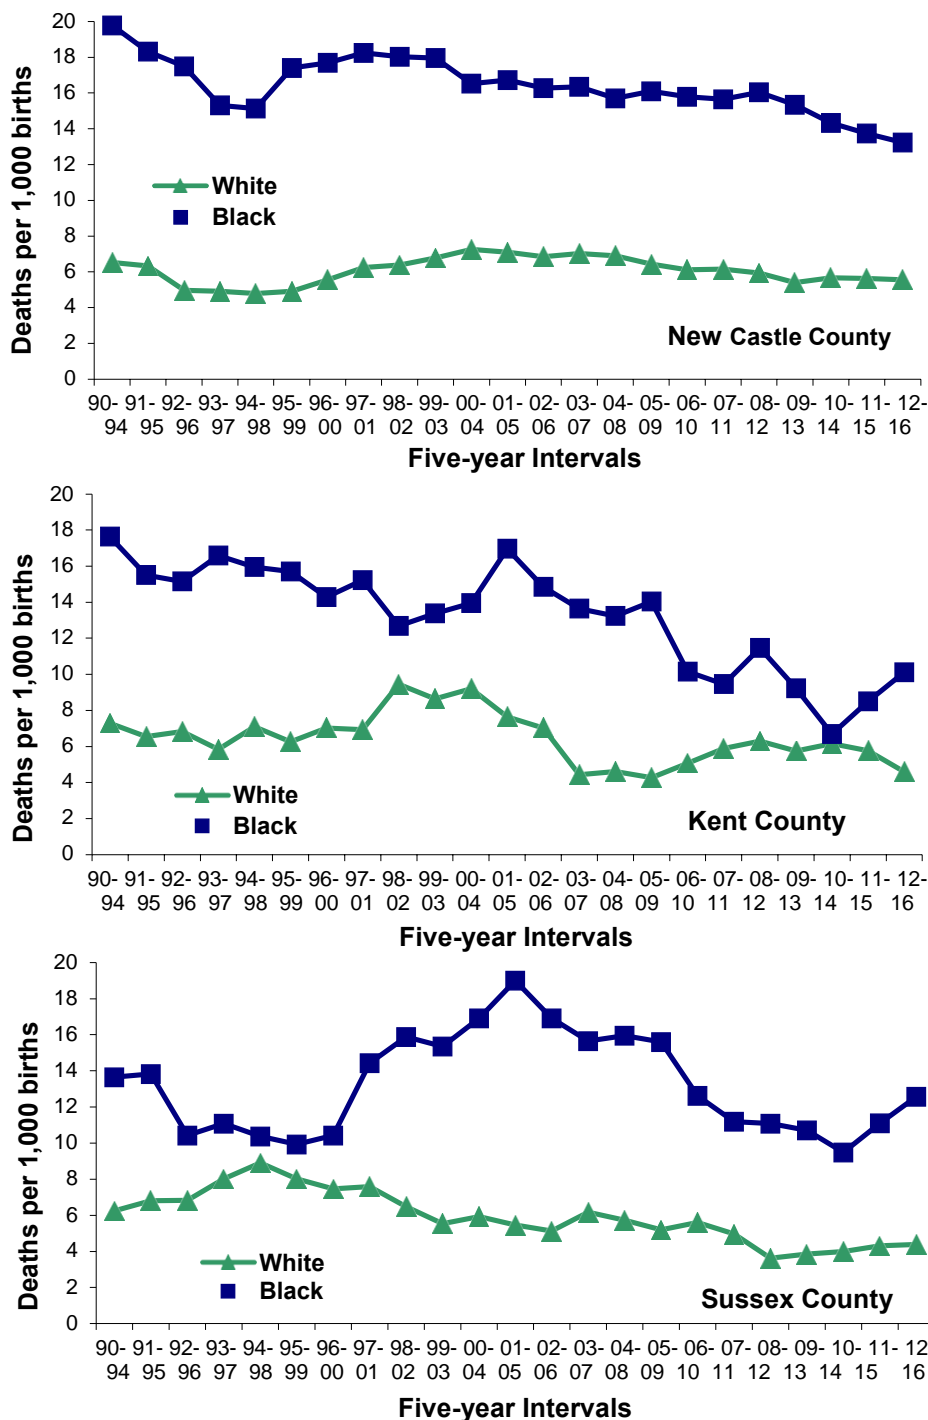 20
18
16
14
12
10
8
6
4
2
0
Deaths per 1,000 births
White
Black
New Castle County
90- 91- 92- 93- 94- 95- 96- 97- 98- 99- 00- 01- 02- 03- 04- 05- 06- 07- 08- 09- 10- 11- 12-
94 95 96 97 98 99 00 01 02 03 04 05 06 07 08 09 10 11 12 13 14 15 16
Five-year Intervals
20
18
16
14
12
10
8
6
4
2
0
Deaths per 1,000 births
White
Black
Kent County
90- 91- 92- 93- 94- 95- 96- 97- 98- 99- 00- 01- 02- 03- 04- 05- 06- 07- 08- 09- 10- 11- 12-
94 95 96 97 98 99 00 01 02 03 04 05 06 07 08 09 10 11 12 13 14 15 16
Five-year Intervals
20
18
16
14
12
10
8
6
4
2
0
Deaths per 1,000 births
White
Black
Sussex County
90- 91- 92- 93- 94- 95- 96- 97- 98- 99- 00- 01- 02- 03- 04- 05- 06- 07- 08- 09- 10- 11- 12
94 95 96 97 98 99 00 01 02 03 04 05 06 07 08 09 10 11 12 13 14 15 16
Five-year Intervals